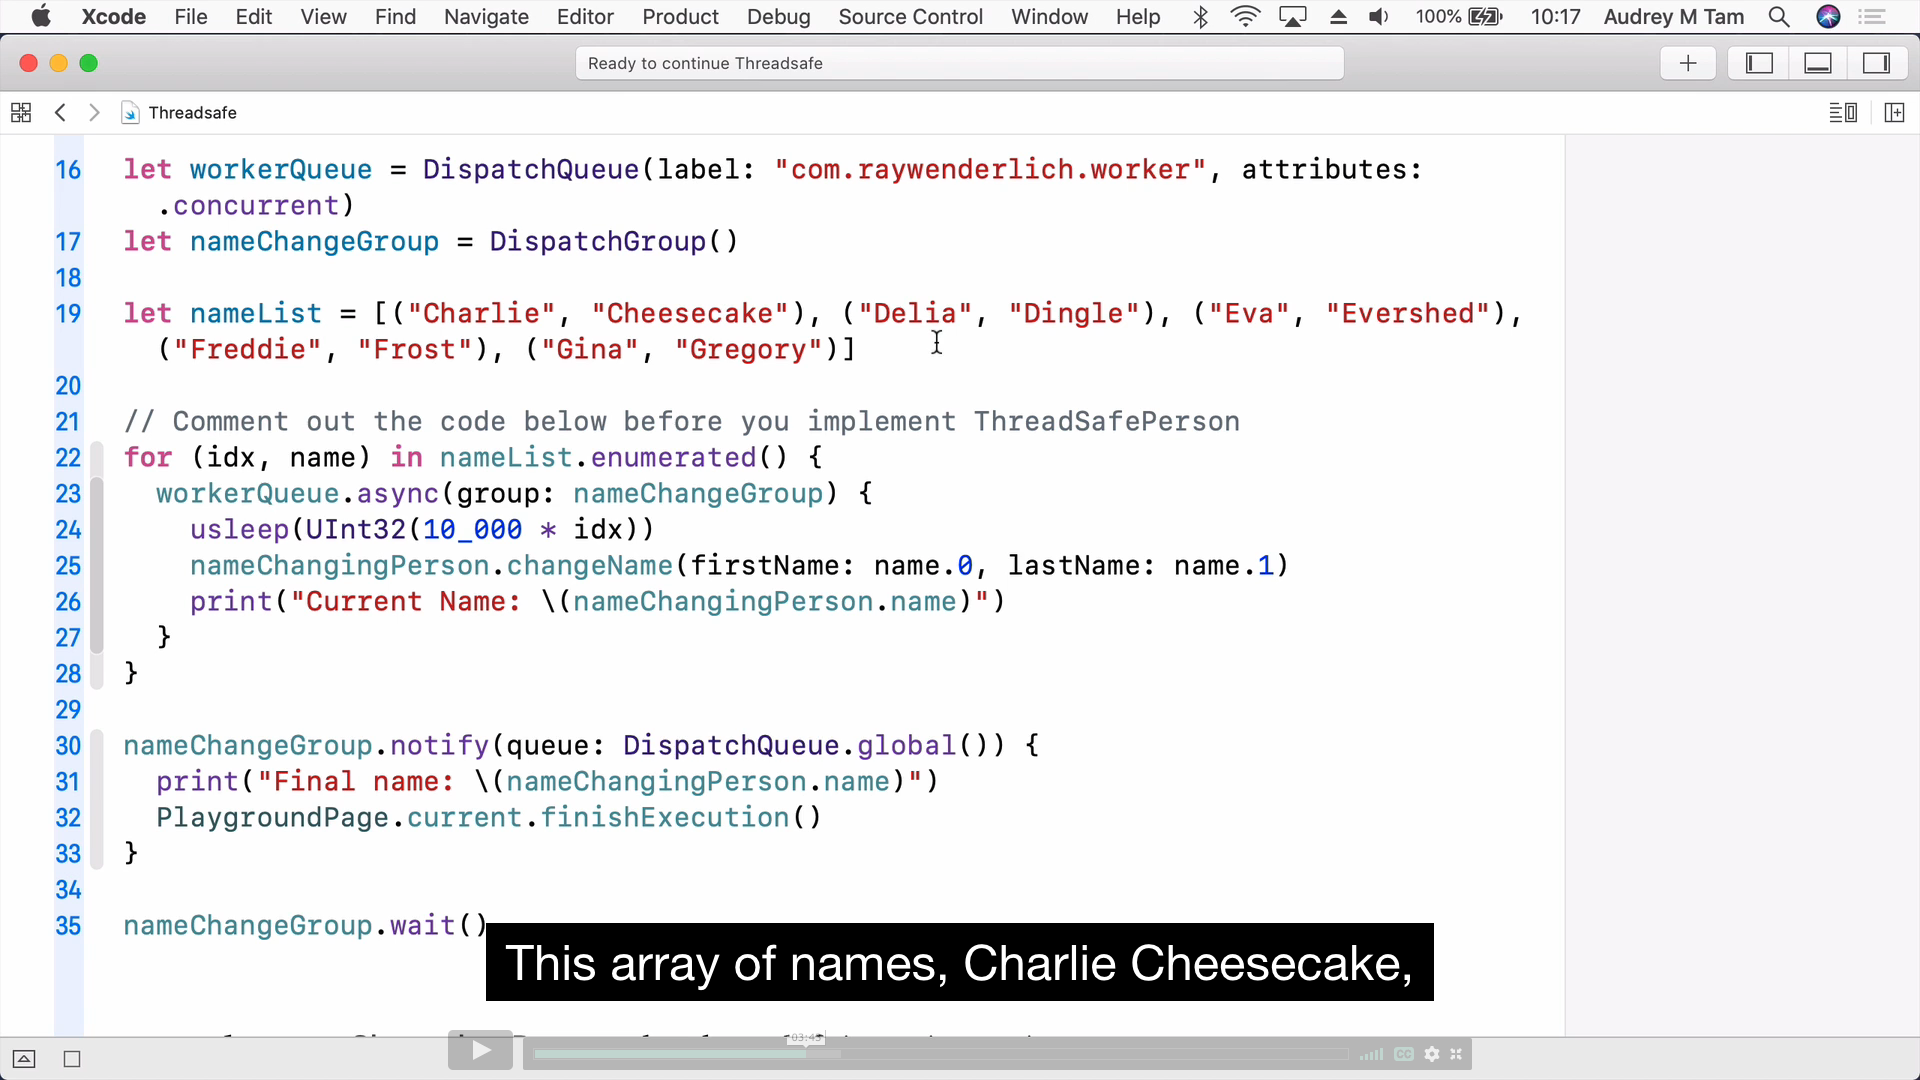 Xcode File Edit View Find Navigate Editor Product Debug Source Control Window Help 100% 10:17 Audrey M Tam
Ready to continue Threadsafe
Threadsafe
16 let workerQueue = DispatchQueue(label: "com.raywenderlich.worker", attributes:
.concurrent)
17 let nameChangeGroup = DispatchGroup()
18
19 let nameList = [("Charlie", "Cheesecake"), ("Delia", "Dingle"), ("Eva", "Evershed"),
("Freddie", "Frost"), ("Gina", "Gregory")]
20
21 // Comment out the code below before you implement ThreadSafePerson
22 for (idx, name) in nameList.enumerated() {
23 workerQueue.async(group: nameChangeGroup) {
24 usleep(UInt32(10_000 * idx))
25 nameChangingPerson.changeName(firstName: name.0, lastName: name.1)
26 print("Current Name: \(nameChangingPerson.name)")
27 }
28 }
29
30 nameChangeGroup.notify(queue: DispatchQueue.global()) {
31 print("Final name: \(nameChangingPerson.name)")
32 PlaygroundPage.current.finishExecution()
33 }
34
35 nameChangeGroup.wait()
This array of names, Charlie Cheesecake,
03:45
CC